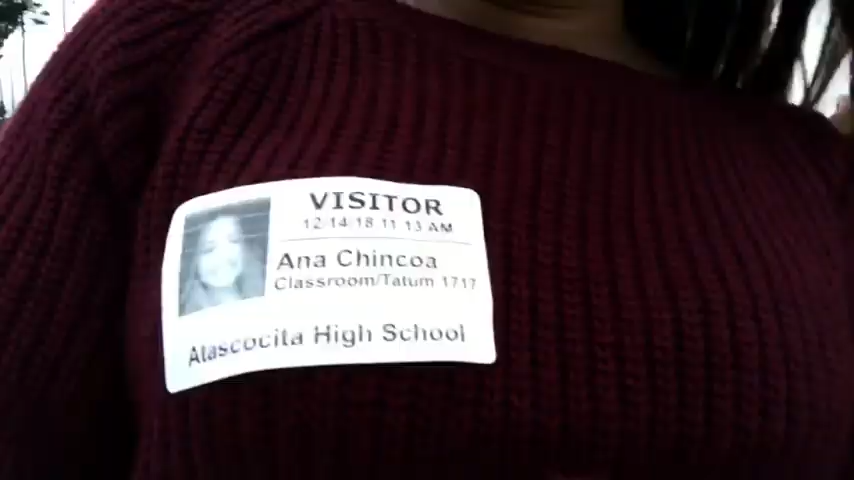 VISITOR
12/14/18 11 13 AM
Ana Chincoa
Classroom/Tatum 1717
Atascocita High School